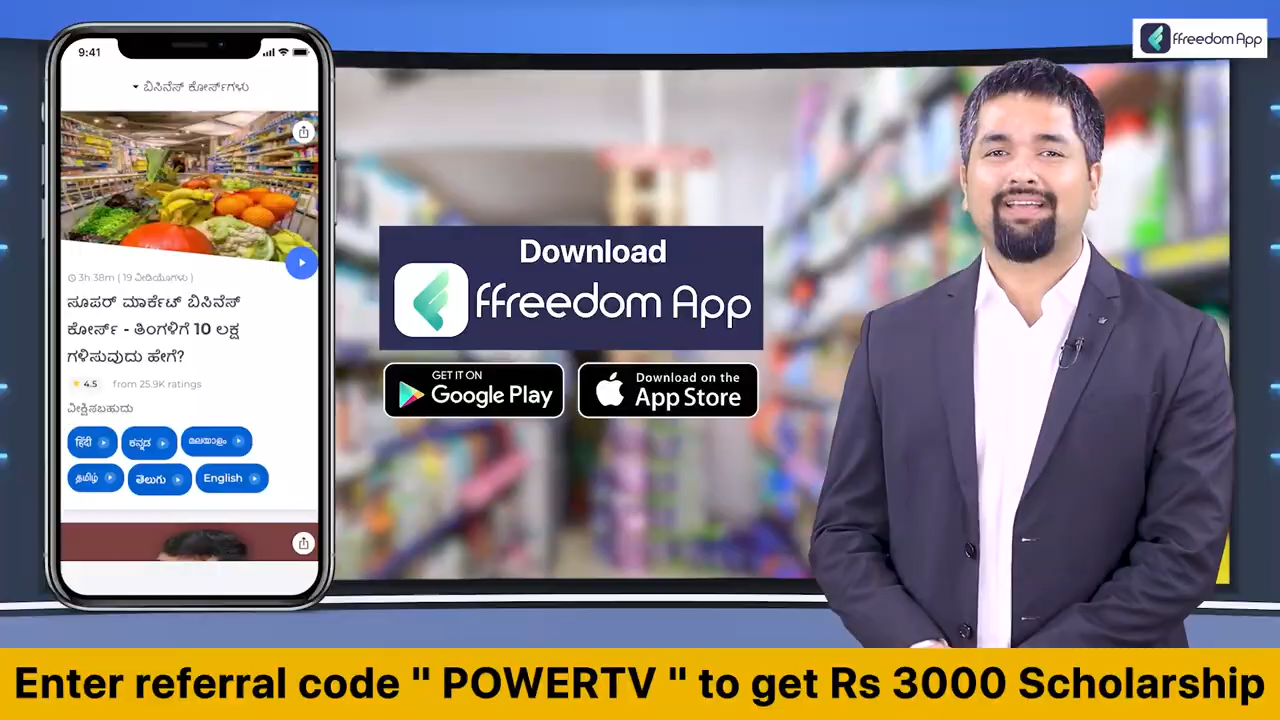 9:41
ಬಿಸಿನೆಸ್ ಕೋರ್ಸ್‌ಗಳು
3h 38m ( 19 ವೀಡಿಯೊಗಳು )
ಸೂಪರ್ ಮಾರ್ಕೆಟ್ ಬಿಸಿನೆಸ್
ಕೋರ್ಸ್ - ತಿಂಗಳಿಗೆ 10 ಲಕ್ಷ
ಗಳಿಸುವುದು ಹೇಗೆ?
4.5 from 25.9K ratings
ವೀಕ್ಷಿಸಬಹುದು
हिंदी ಕನ್ನಡ മലയാളം
தமிழ் తెలుగు English
Download
ffreedom App
GET IT ON
Google Play
Download on the
App Store
ffreedom App
Enter referral code " POWERTV " to get Rs 3000 Scholarship